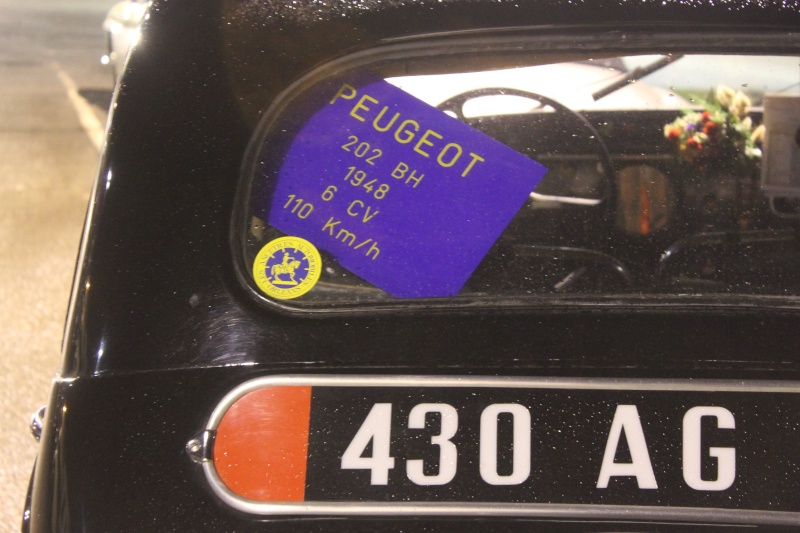 PEUGEOT
202 BH
1948
6 CV
110 Km/h
430 AG